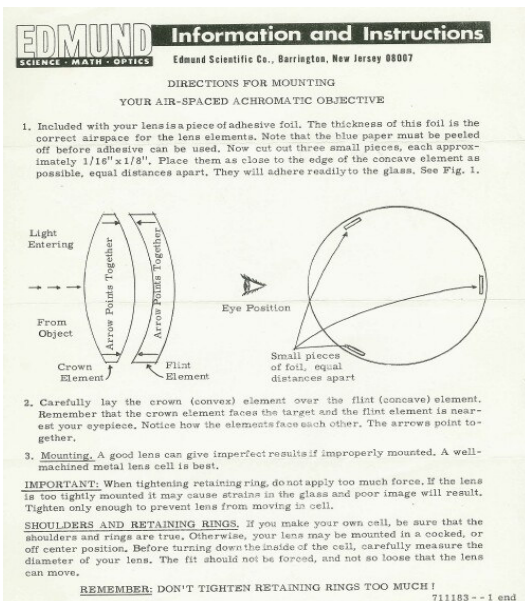 EDMUND
SCIENCE · MATH · OPTICS
Information and Instructions
Edmund Scientific Co., Barrington, New Jersey 08007
DIRECTIONS FOR MOUNTING
YOUR AIR-SPACED ACHROMATIC OBJECTIVE
1. Included with your lens is a piece of adhesive foil. The thickness of this foil is the
correct airspace for the lens elements. Note that the blue paper must be peeled
off before adhesive can be used. Now cut out three small pieces, each approx-
imately 1/16" x 1/8". Place them as close to the edge of the concave element as
possible, equal distances apart. They will adhere readily to the glass. See Fig. 1.
Light
Entering
From
Object
Arrow Points Together
Arrow Points Together
Crown
Element
Flint
Element
Eye Position
Small pieces
of foil, equal
distances apart
2. Carefully lay the crown (convex) element over the flint (concave) element.
Remember that the crown element faces the target and the flint element is near-
est your eyepiece. Notice how the elements face each other. The arrows point to-
gether.
3. Mounting. A good lens can give imperfect results if improperly mounted. A well-
machined metal lens cell is best.
IMPORTANT: When tightening retaining ring, do not apply too much force. If the lens
is too tightly mounted it may cause strains in the glass and poor image will result.
Tighten only enough to prevent lens from moving in cell.
SHOULDERS AND RETAINING RINGS. If you make your own cell, be sure that the
shoulders and rings are true. Otherwise, your lens may be mounted in a cocked, or
off center position. Before turning down the inside of the cell, carefully measure the
diameter of your lens. The fit should not be forced, and not so loose that the lens
can move.
REMEMBER: DON'T TIGHTEN RETAINING RINGS TOO MUCH !
711183 - - 1 end